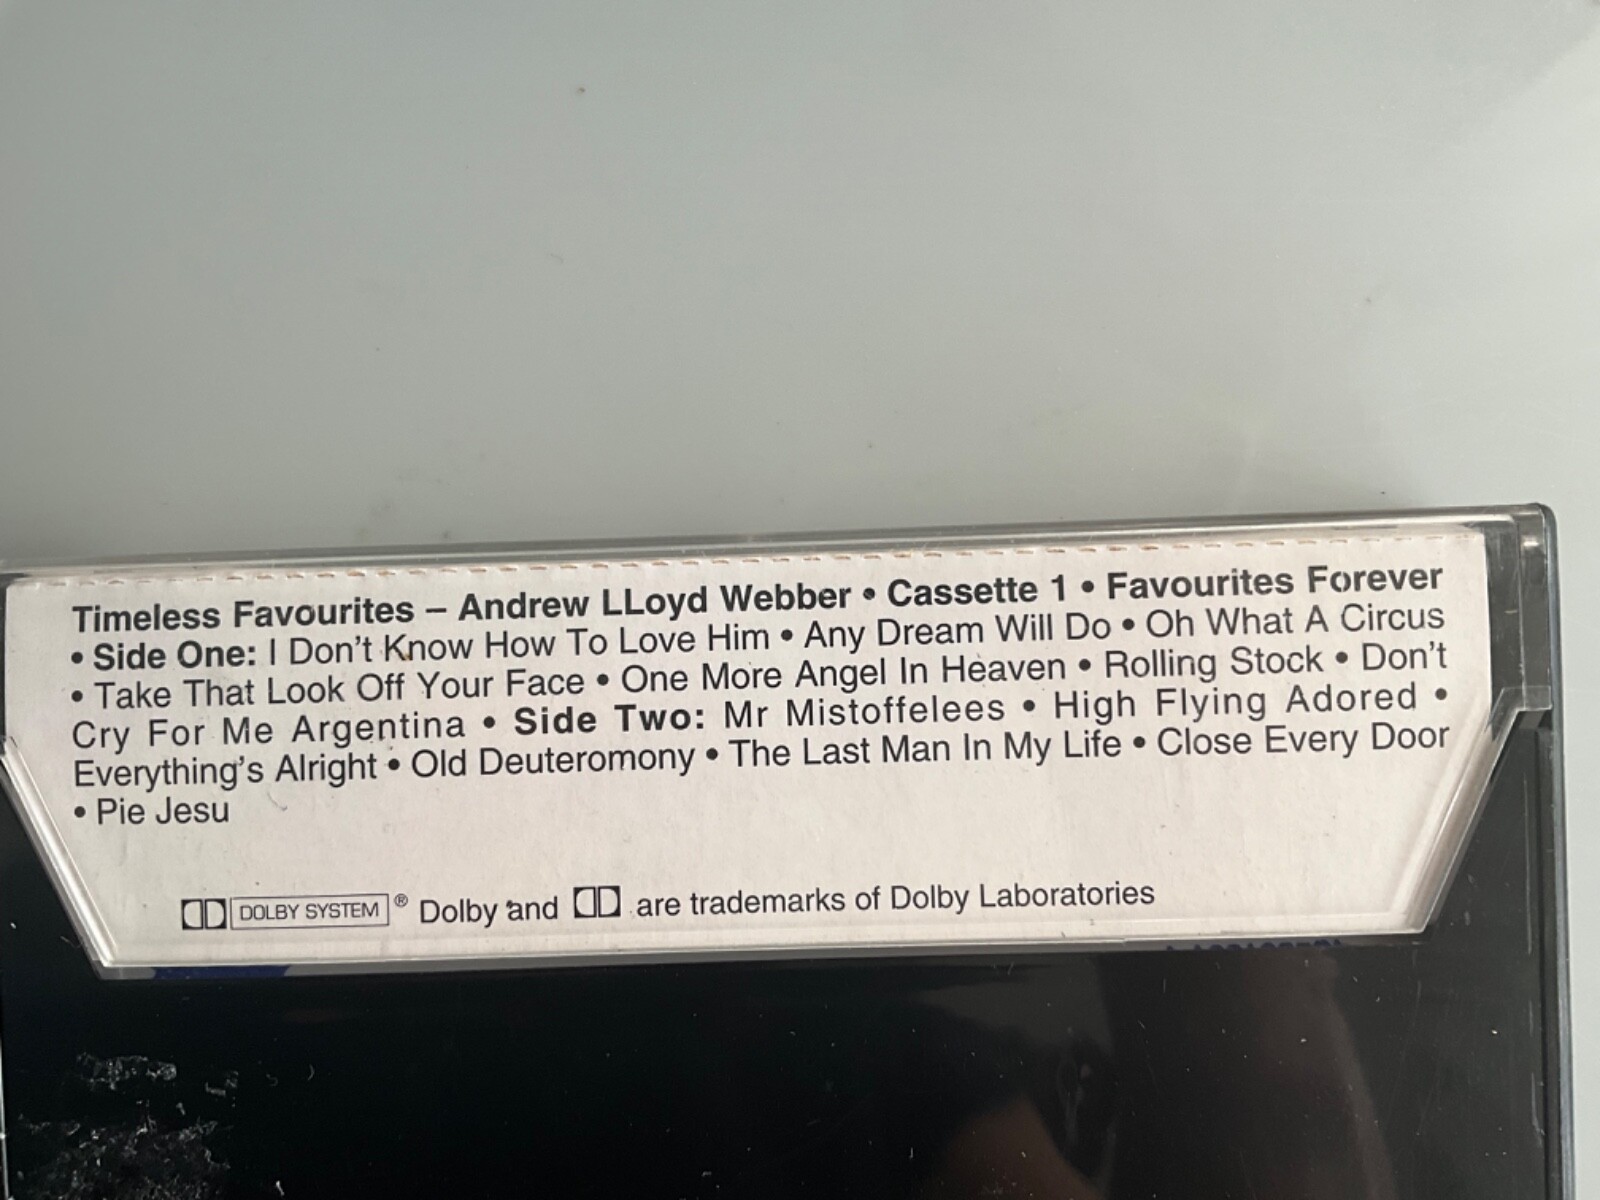 Timeless Favourites – Andrew LLoyd Webber • Cassette 1 • Favourites Forever
• Side One: I Don't Know How To Love Him • Any Dream Will Do • Oh What A Circus
• Take That Look Off Your Face • One More Angel In Heaven • Rolling Stock • Don't
Cry For Me Argentina • Side Two: Mr Mistoffelees • High Flying Adored •
Everything's Alright • Old Deuteromony • The Last Man In My Life • Close Every Door
• Pie Jesu
DOLBY SYSTEM ® Dolby and are trademarks of Dolby Laboratories